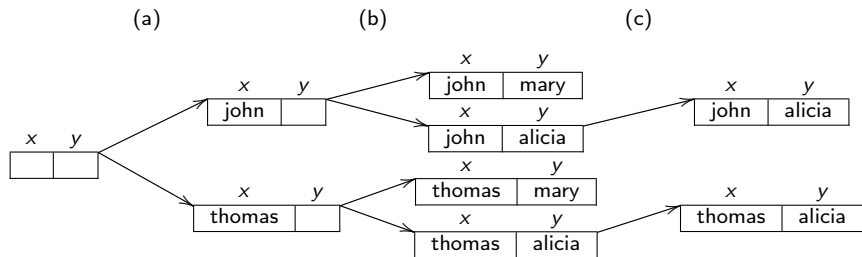 (a) (b) (c)
x y
john mary
x y x y
john alicia
x y
john
x y
john alicia
x y
x y
thomas mary
x y
thomas
x y
thomas alicia
x y
thomas alicia